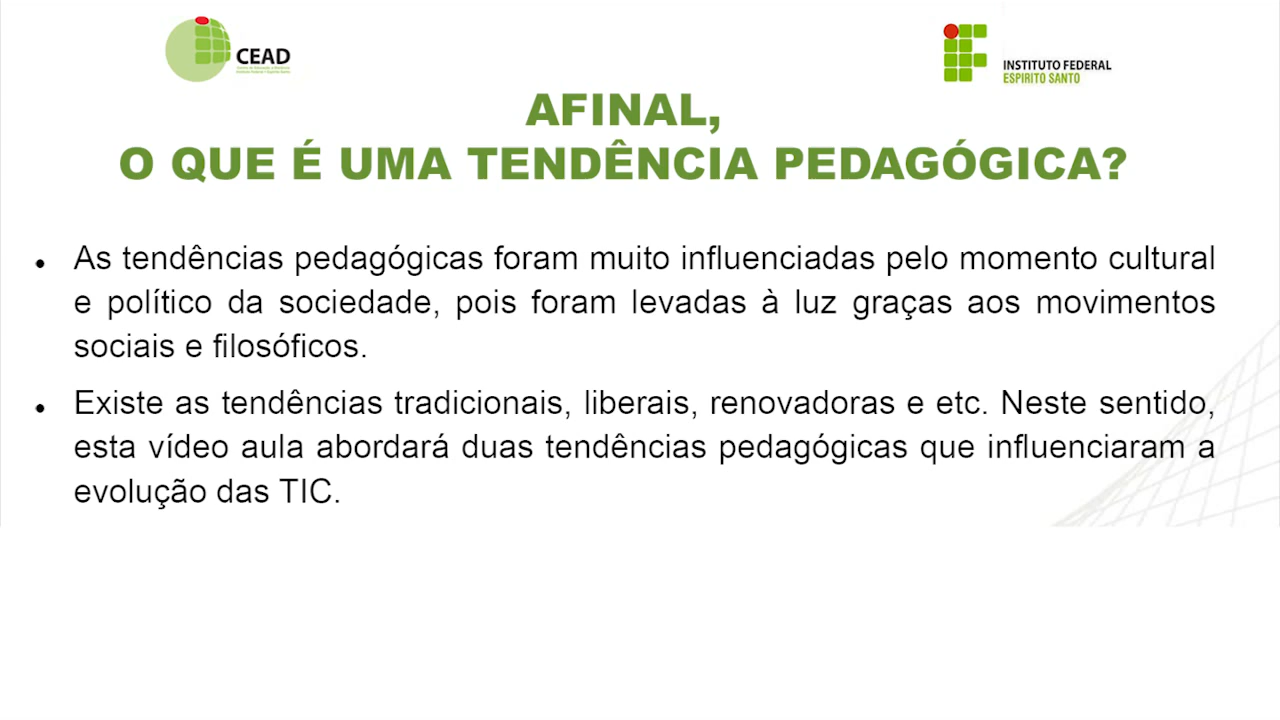 CEAD
INSTITUTO FEDERAL
ESPIRITO SANTO
AFINAL,
O QUE É UMA TENDÊNCIA PEDAGÓGICA?
As tendências pedagógicas foram muito influenciadas pelo momento cultural
e político da sociedade, pois foram levadas à luz graças aos movimentos
sociais e filosóficos.
Existe as tendências tradicionais, liberais, renovadoras e etc. Neste sentido,
esta vídeo aula abordará duas tendências pedagógicas que influenciaram a
evolução das TIC.